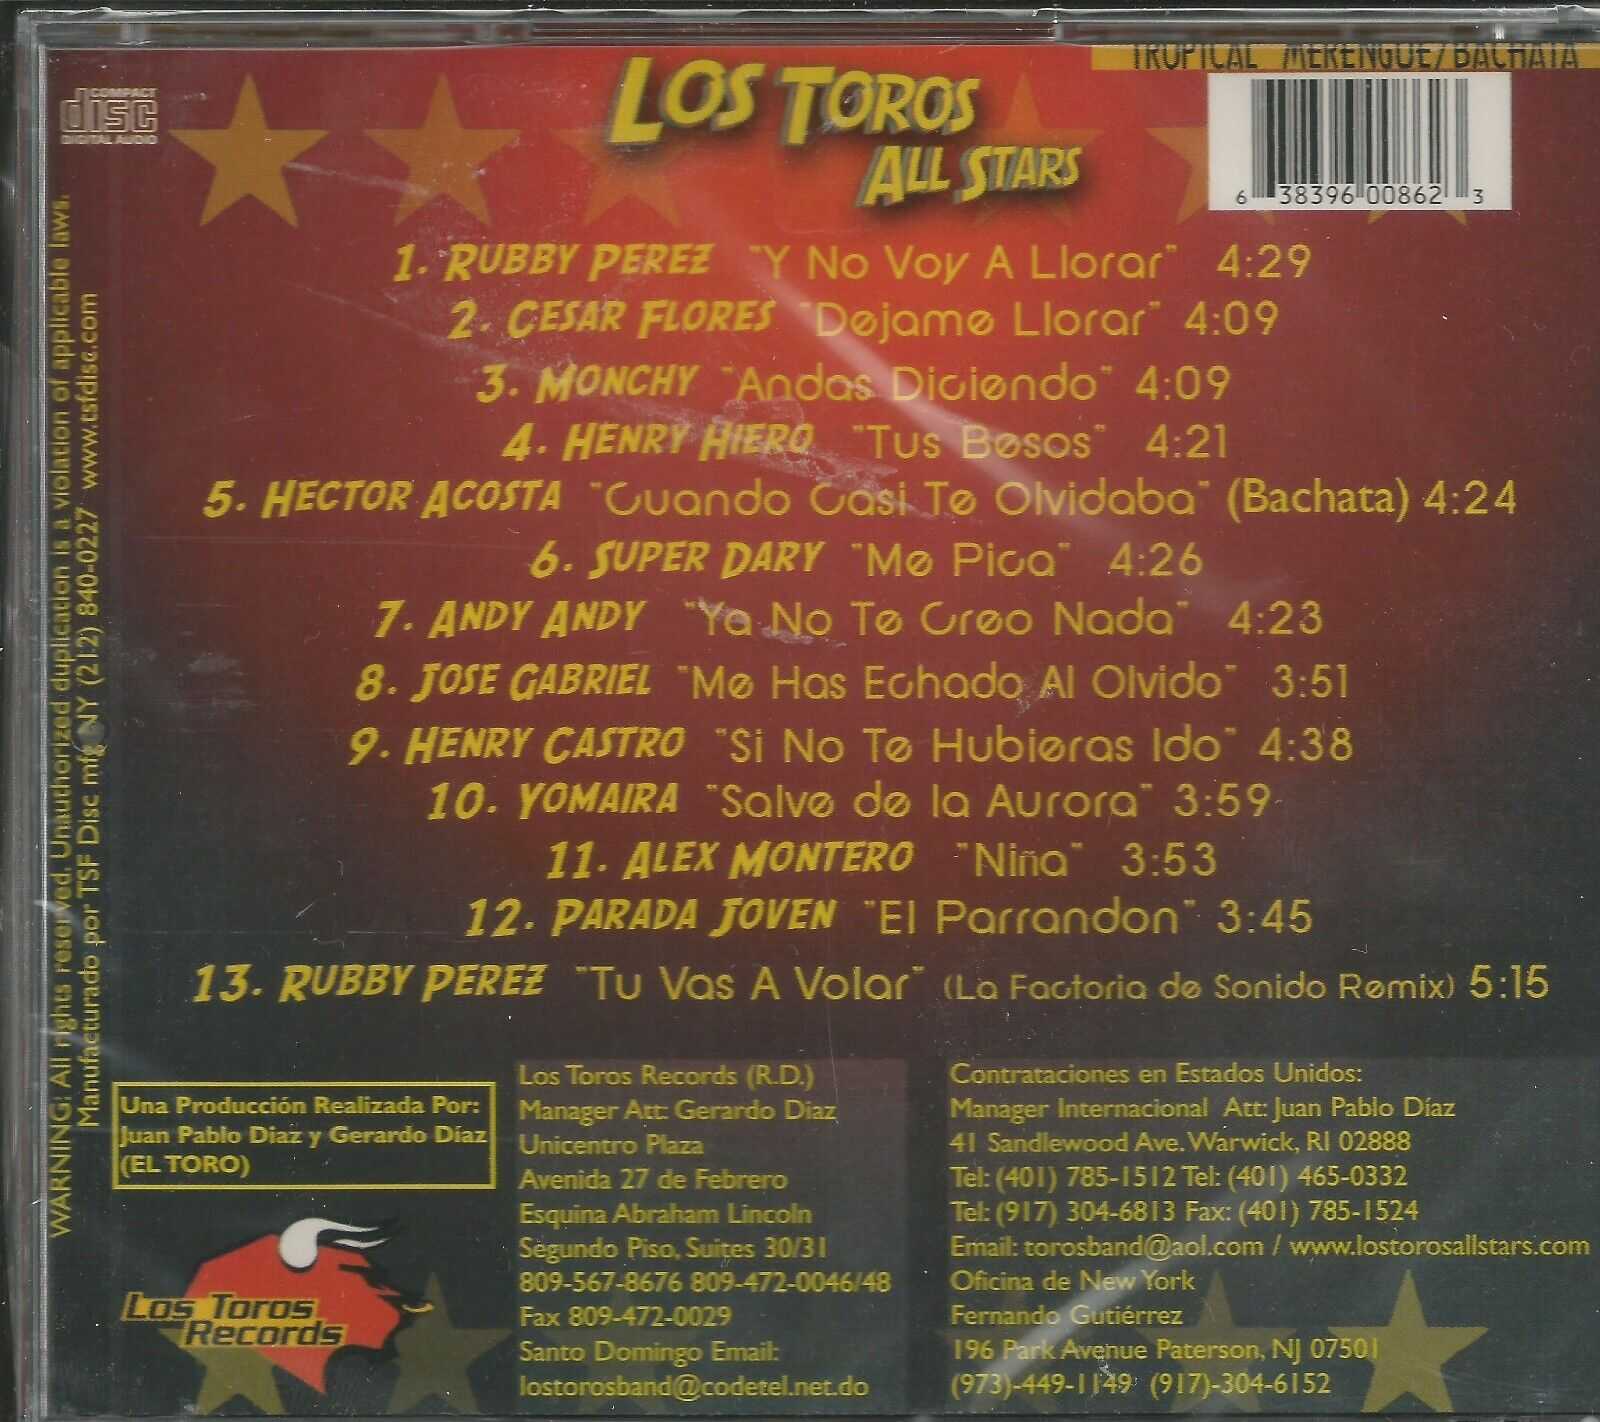 TROPICAL MERENGUE/BACHATA
COMPACT
disc
DIGITAL AUDIO
LOS TOROS
ALL STARS
6 38396 00862 3
1. RUBBY PEREZ "Y No Voy A Llorar" 4:29
2. CESAR FLORES "Dejame Llorar" 4:09
3. MONCHY "Andas Diciendo" 4:09
4. HENRY HIERO "Tus Besos" 4:21
5. HECTOR ACOSTA "Cuando Casi Te Olvidaba" (Bachata) 4:24
6. SUPER DARY "Me Pica" 4:26
7. ANDY ANDY "Ya No Te Creo Nada" 4:23
8. JOSE GABRIEL "Me Has Echado Al Olvido" 3:51
9. HENRY CASTRO "Si No Te Hubieras Ido" 4:38
10. YOMAIRA "Salve de la Aurora" 3:59
11. ALEX MONTERO "Niña" 3:53
12. PARADA JOVEN "El Parrandon" 3:45
13. RUBBY PEREZ "Tu Vas A Volar" (La Factoria de Sonido Remix) 5:15
WARNING: All rights reserved. Unauthorized duplication is a violation of applicable laws.
Manufacturado por TSF Disc mfg NY (212) 840-0227 www.tsfdisc.com
Una Producción Realizada Por:
Juan Pablo Diaz y Gerardo Díaz
(EL TORO)
Los Toros
Records
Los Toros Records (R.D.)
Manager Att: Gerardo Diaz
Unicentro Plaza
Avenida 27 de Febrero
Esquina Abraham Lincoln
Segundo Piso, Suites 30/31
809-567-8676 809-472-0046/48
Fax 809-472-0029
Santo Domingo Email:
lostorosband@codetel.net.do
Contrataciones en Estados Unidos:
Manager Internacional Att: Juan Pablo Díaz
41 Sandlewood Ave. Warwick, RI 02888
Tel: (401) 785-1512 Tel: (401) 465-0332
Tel: (917) 304-6813 Fax: (401) 785-1524
Email: torosband@aol.com / www.lostorosallstars.com
Oficina de New York
Fernando Gutiérrez
196 Park Avenue Paterson, NJ 07501
(973)-449-1149 (917)-304-6152